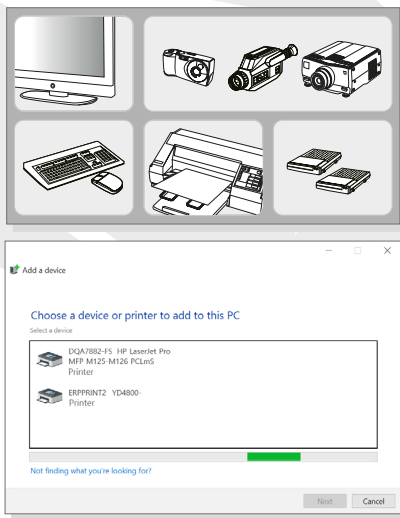 Add a device
Choose a device or printer to add to this PC
Select a device
DQA7882-F5 HP LaserJet Pro
MFP M125-M126 PCLmS
Printer
ERPPRINT2 YD4800-
Printer
Not finding what you're looking for?
Next Cancel